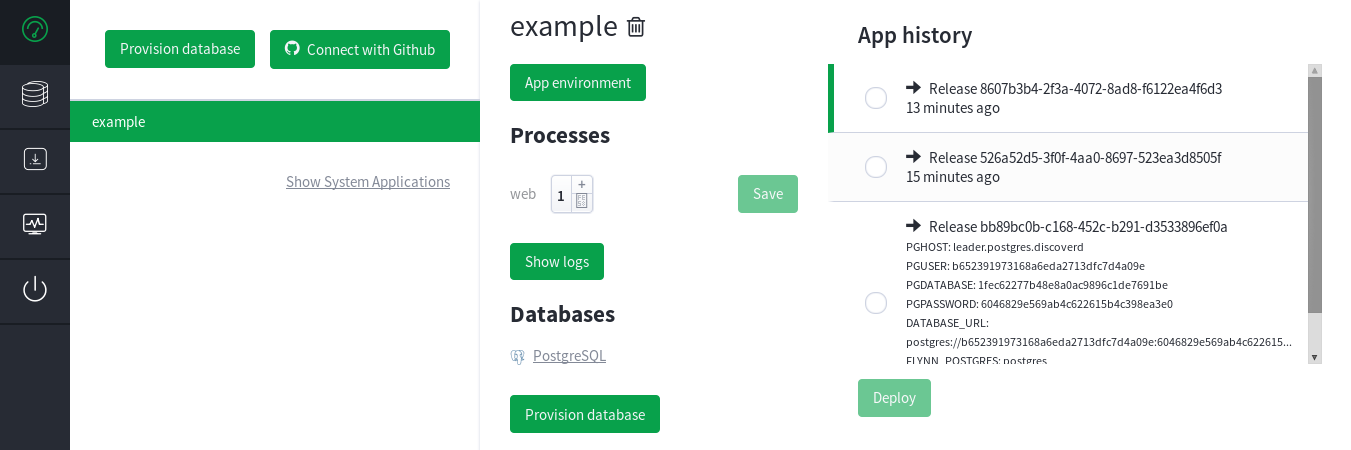 Provision database
Connect with Github
example
Show System Applications
example
App environment
Processes
web 1 + Save
Show logs
Databases
PostgreSQL
Provision database
App history
Release 8607b3b4-2f3a-4072-8ad8-f6122ea4f6d3
13 minutes ago
Release 526a52d5-3f0f-4aa0-8697-523ea3d8505f
15 minutes ago
Release bb89bc0b-c168-452c-b291-d3533896ef0a
PGHOST: leader.postgres.discoverd
PGUSER: b652391973168a6eda2713dfc7d4a09e
PGDATABASE: 1fec62277b48e8a0ac9896c1de7691be
PGPASSWORD: 6046829e569ab4c622615b4c398ea3e0
DATABASE_URL:
postgres://b652391973168a6eda2713dfc7d4a09e:6046829e569ab4c622615...
FLYNN_POSTGRES: postgres
Deploy